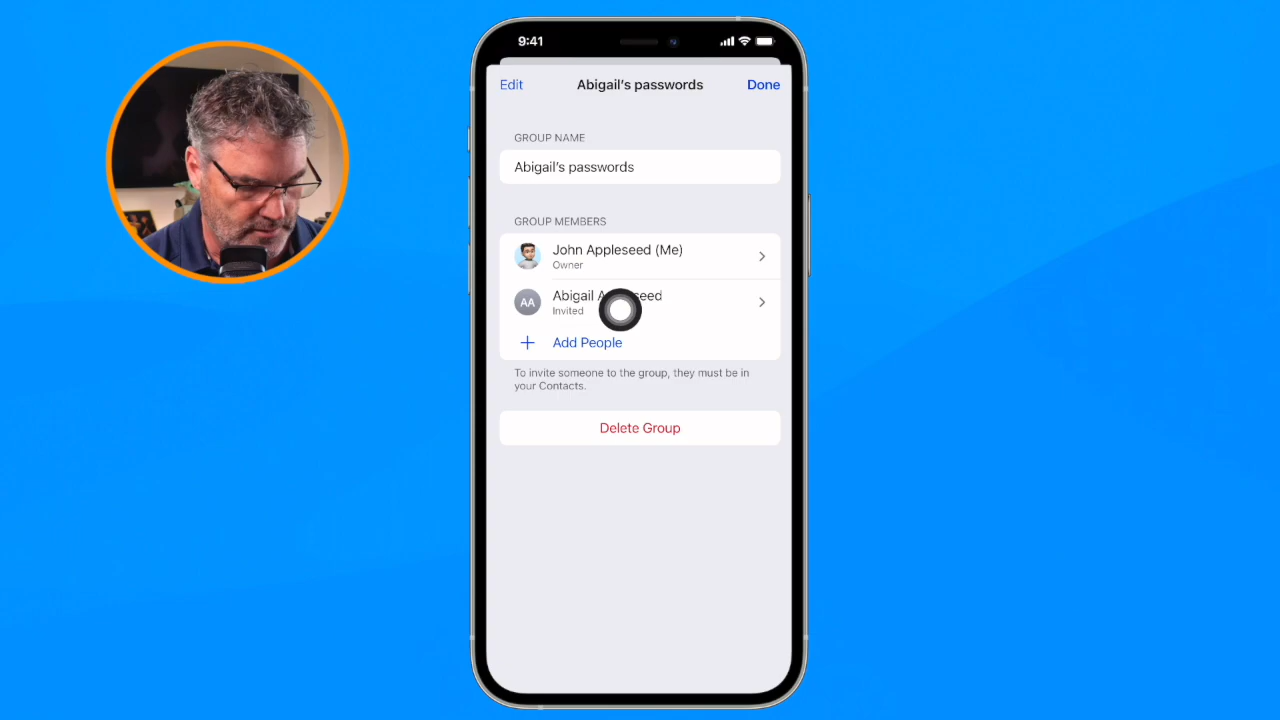 9:41
Edit
Abigail's passwords
Done
GROUP NAME
Abigail's passwords
GROUP MEMBERS
John Appleseed (Me)
Owner
AA
Abigail
Invited
Add People
To invite someone to the group, they must be in
your Contacts.
Delete Group